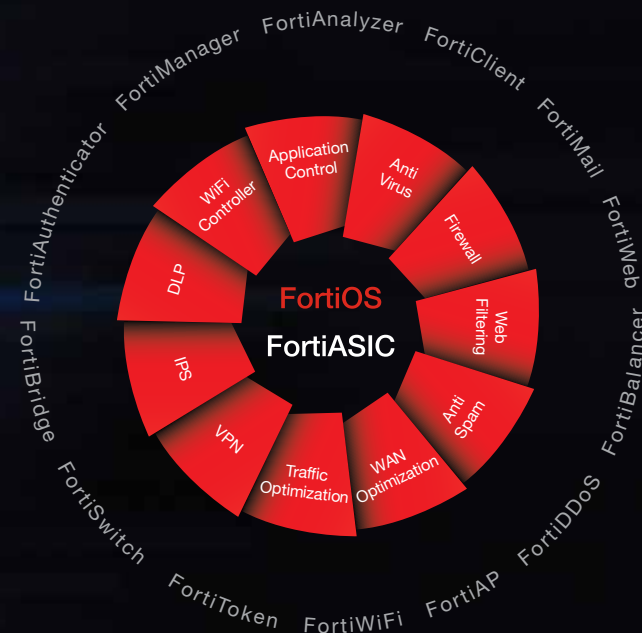 FortiAnalyzer
FortiClient
FortiMail
FortiWeb
FortiBalancer
FortiDDoS
FortiAP
FortiWiFi
FortiToken
FortiSwitch
FortiBridge
FortiAuthenticator
FortiManager
Application
Control
Anti
Virus
Firewall
Web
Filtering
Anti
Spam
WAN
Optimization
Traffic
Optimization
VPN
IPS
DLP
WiFi
Controller
FortiOS
FortiASIC